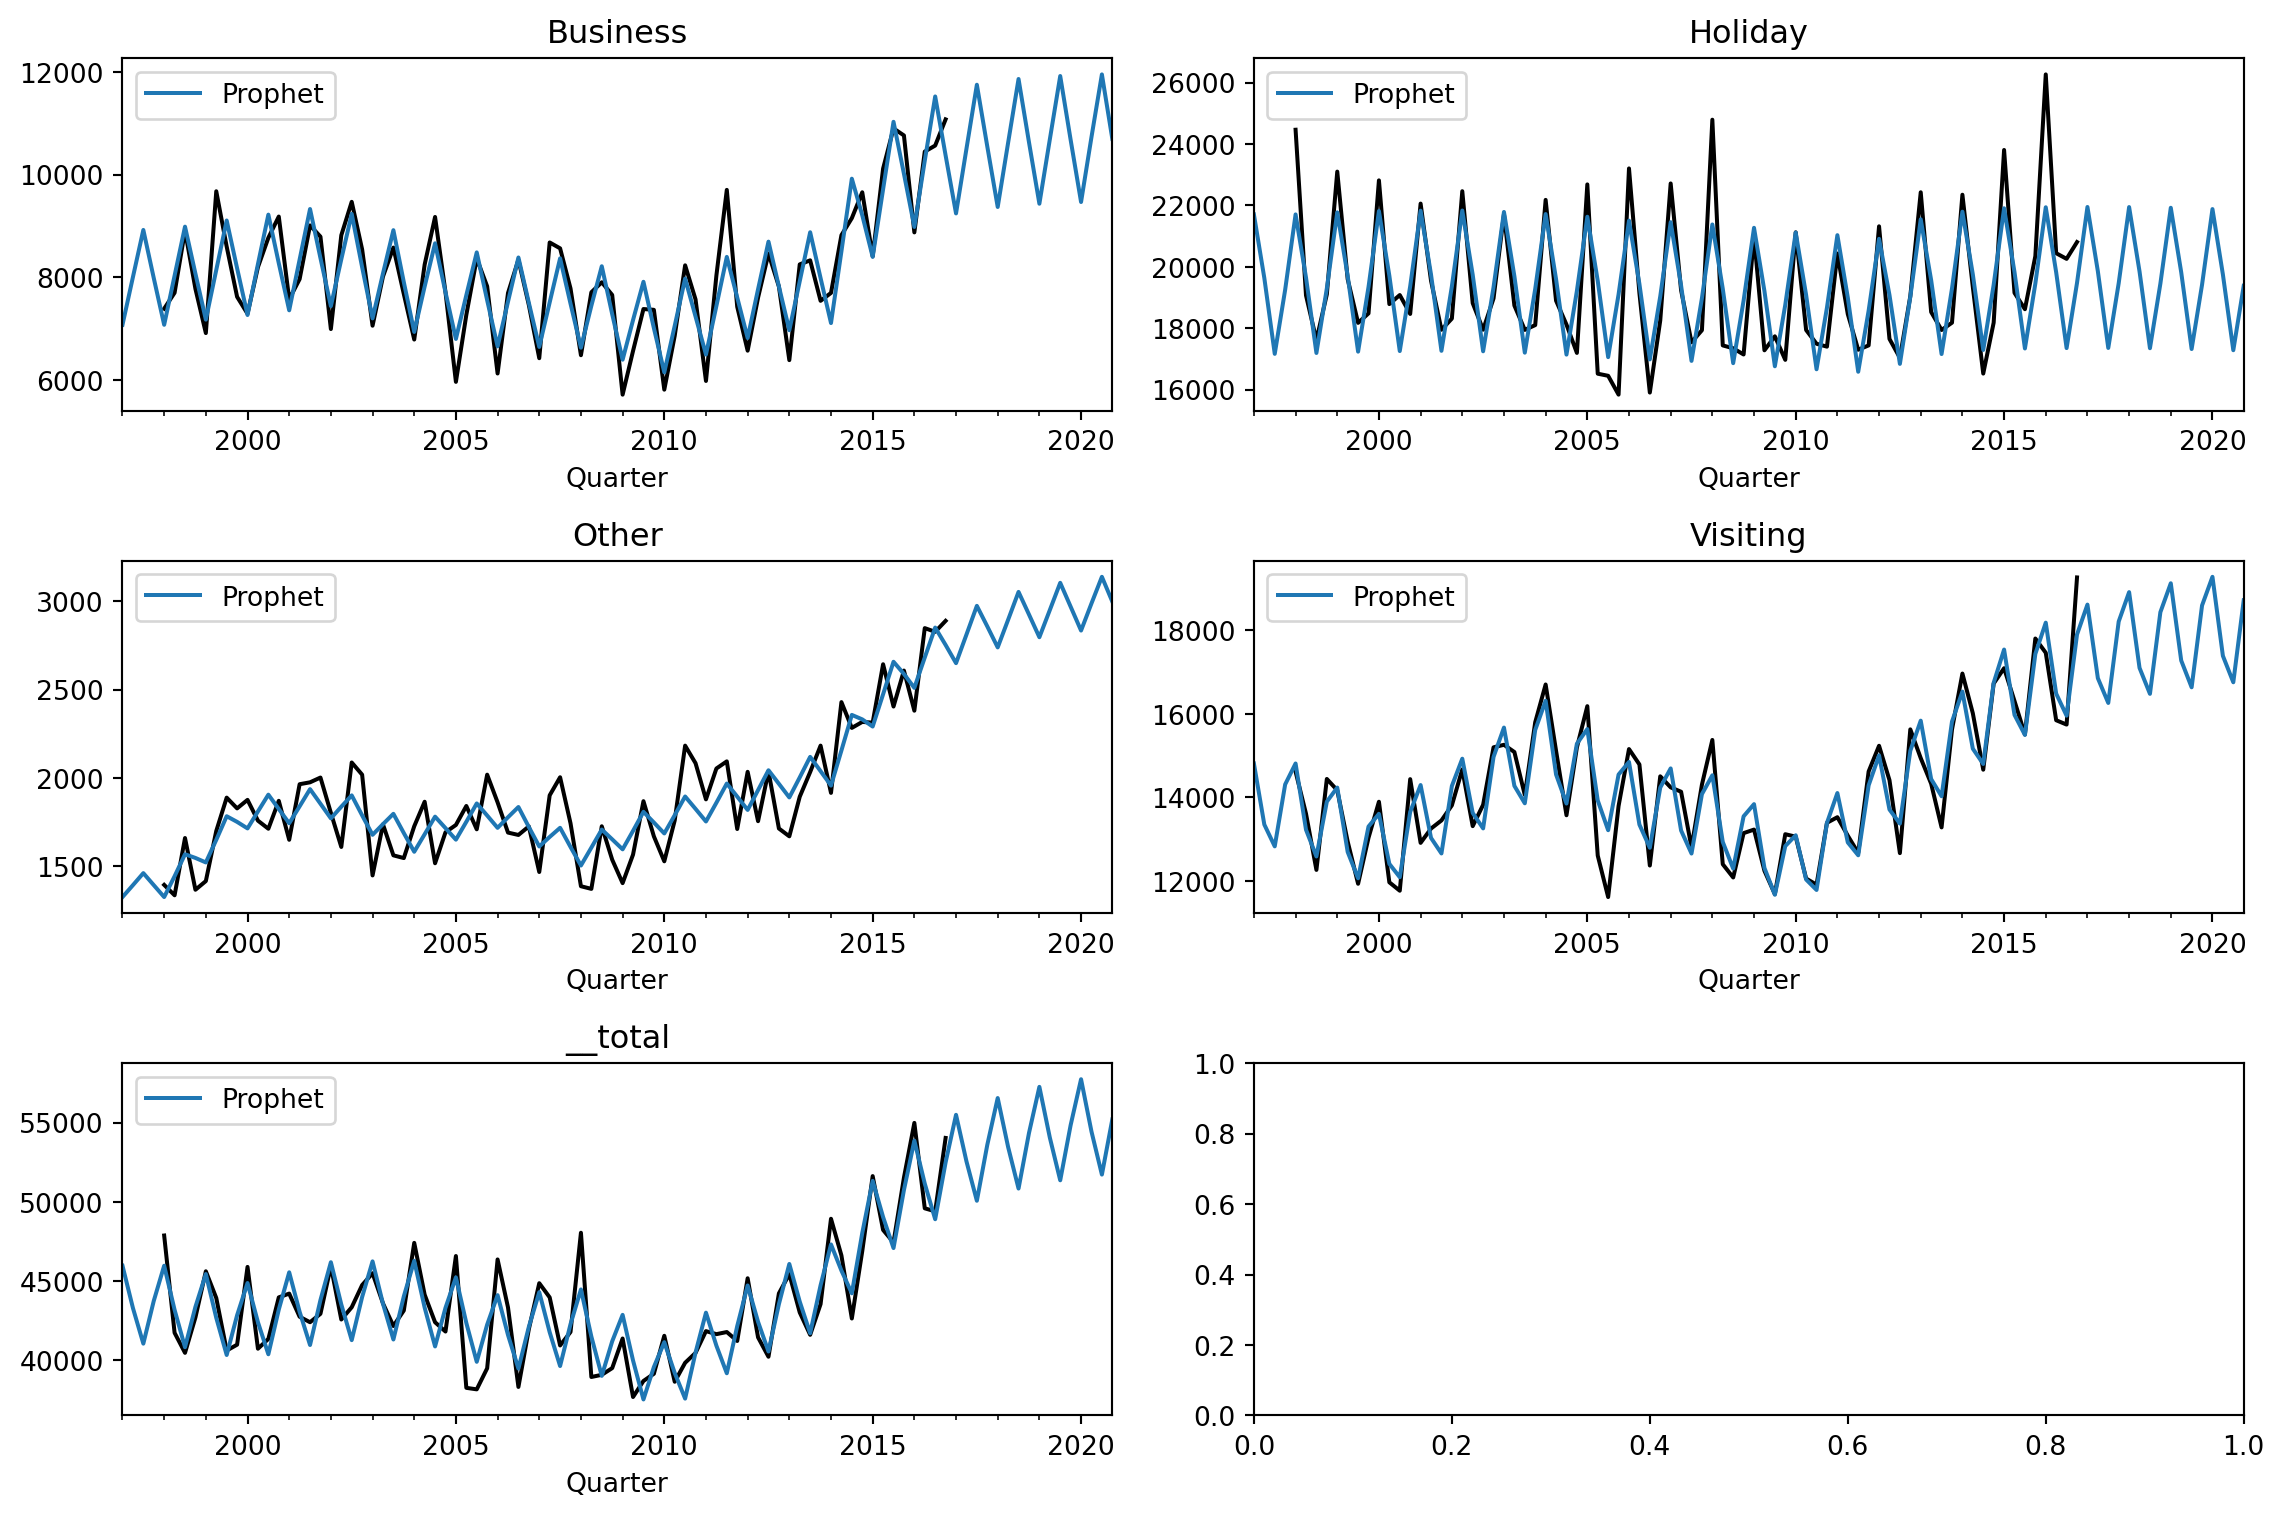 Business
Prophet
12000
10000
8000
6000
2000 2005 2010 2015 2020
Quarter
Holiday
Prophet
26000
24000
22000
20000
18000
16000
2000 2005 2010 2015 2020
Quarter
Other
Prophet
3000
2500
2000
1500
2000 2005 2010 2015 2020
Quarter
Visiting
Prophet
18000
16000
14000
12000
2000 2005 2010 2015 2020
Quarter
__total
Prophet
55000
50000
45000
40000
2000 2005 2010 2015 2020
Quarter
1.0
0.8
0.6
0.4
0.2
0.0
0.0 0.2 0.4 0.6 0.8 1.0